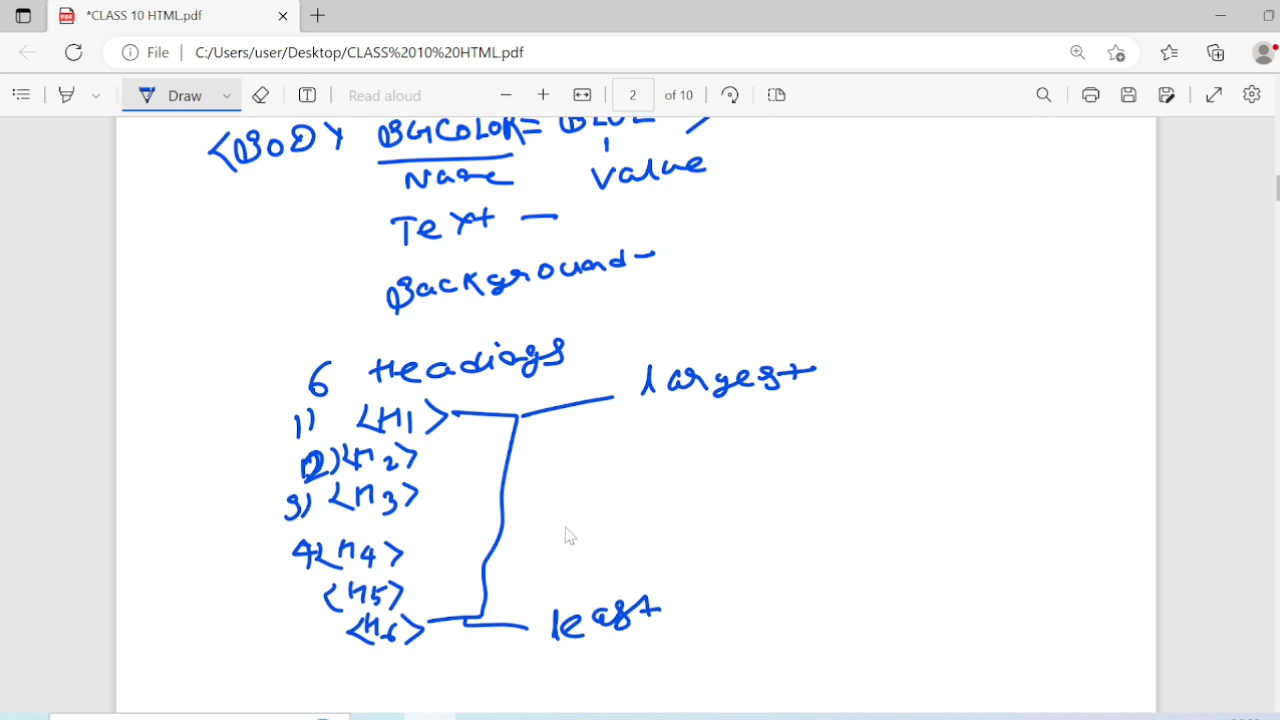 *CLASS 10 HTML.pdf
File | C:/Users/user/Desktop/CLASS%2010%20HTML.pdf
Draw
Read aloud
2 of 10
<BODY BGCOLOR= BLUE >
Name Value
Text —
Background -
6 Headings
1) <H1> largest
2) <H2>
3) <H3>
4 <H4>
<H5>
<H6> least